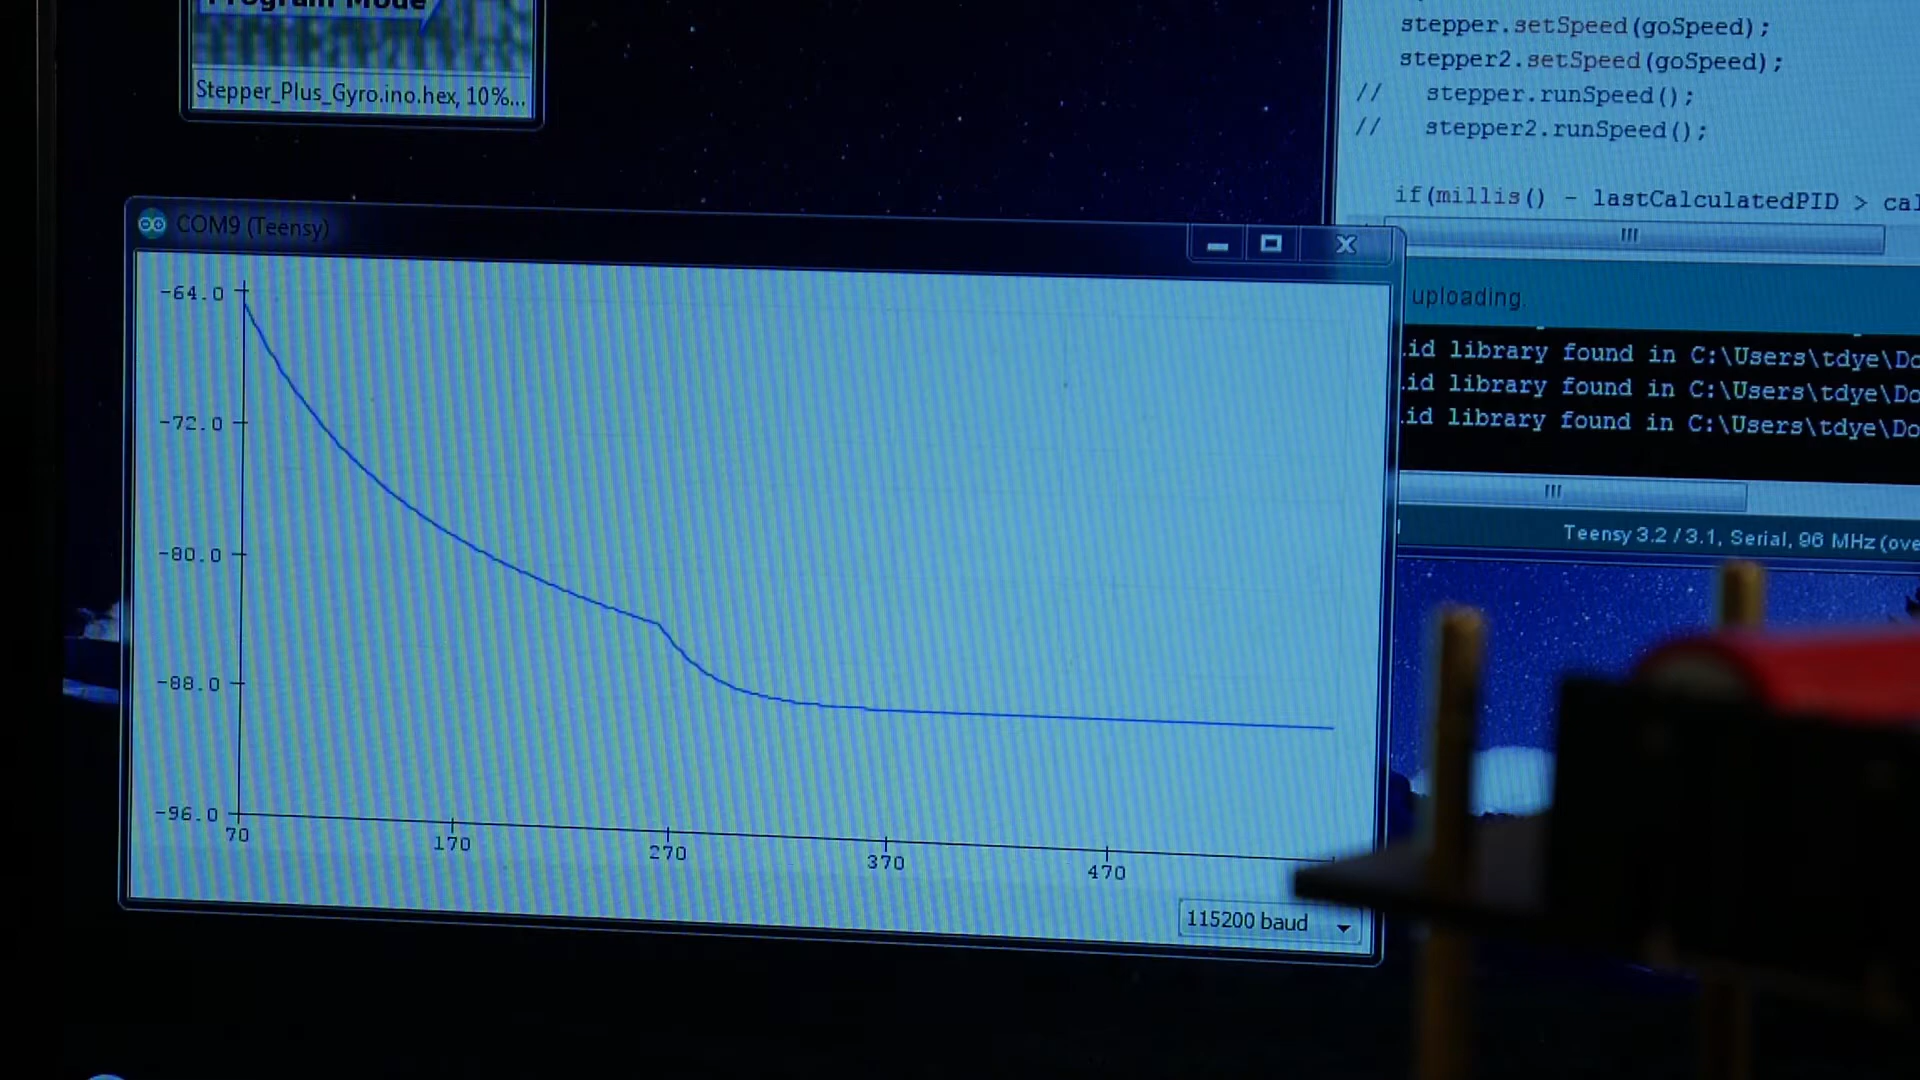 Program Mode
Stepper_Plus_Gyro.ino.hex, 10%...
stepper.setSpeed(goSpeed);
stepper2.setSpeed(goSpeed);
// stepper.runSpeed();
// stepper2.runSpeed();
if(millis() - lastCalculatedPID > cal
COM9 (Teensy)
-64.0
-72.0
-80.0
-88.0
-96.0
70
170
270
370
470
115200 baud
uploading.
.id library found in C:\Users\tdye\Do
.id library found in C:\Users\tdye\Do
.id library found in C:\Users\tdye\Do
Teensy 3.2 / 3.1, Serial, 96 MHz (ove